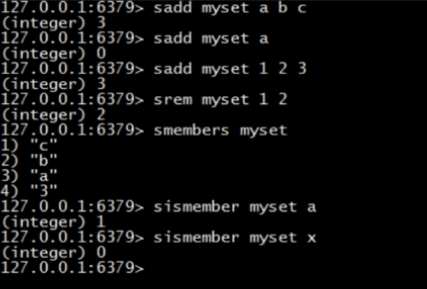 127.0.0.1:6379> sadd myset a b c
(integer) 3
127.0.0.1:6379> sadd myset a
(integer) 0
127.0.0.1:6379> sadd myset 1 2 3
(integer) 3
127.0.0.1:6379> srem myset 1 2
(integer) 2
127.0.0.1:6379> smembers myset
1) "c"
2) "b"
3) "a"
4) "3"
127.0.0.1:6379> sismember myset a
(integer) 1
127.0.0.1:6379> sismember myset x
(integer) 0
127.0.0.1:6379>